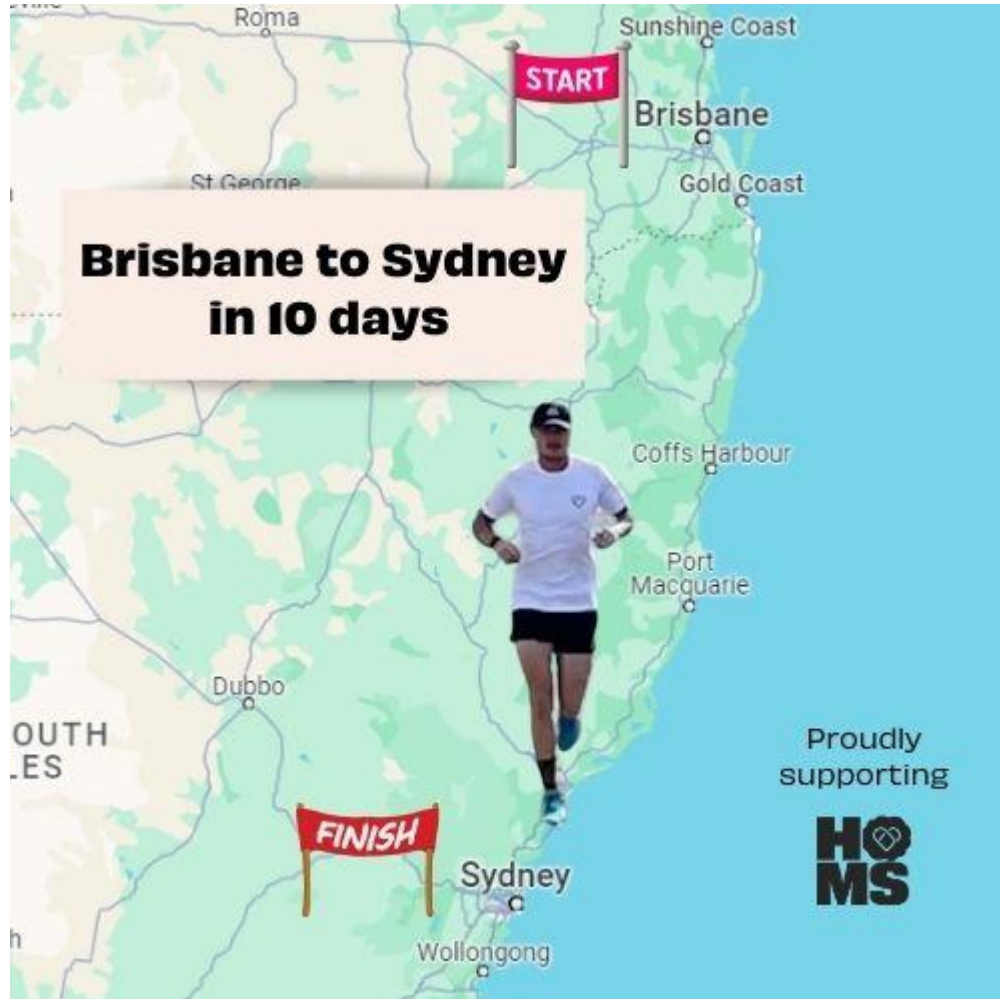 Roma
Sunshine Coast
START
Brisbane
St George
Gold Coast
Brisbane to Sydney
in 10 days
Coffs Harbour
Port
Macquarie
Dubbo
OUTH
LES
Proudly
supporting
HOMS
FINISH
Sydney
Wollongong